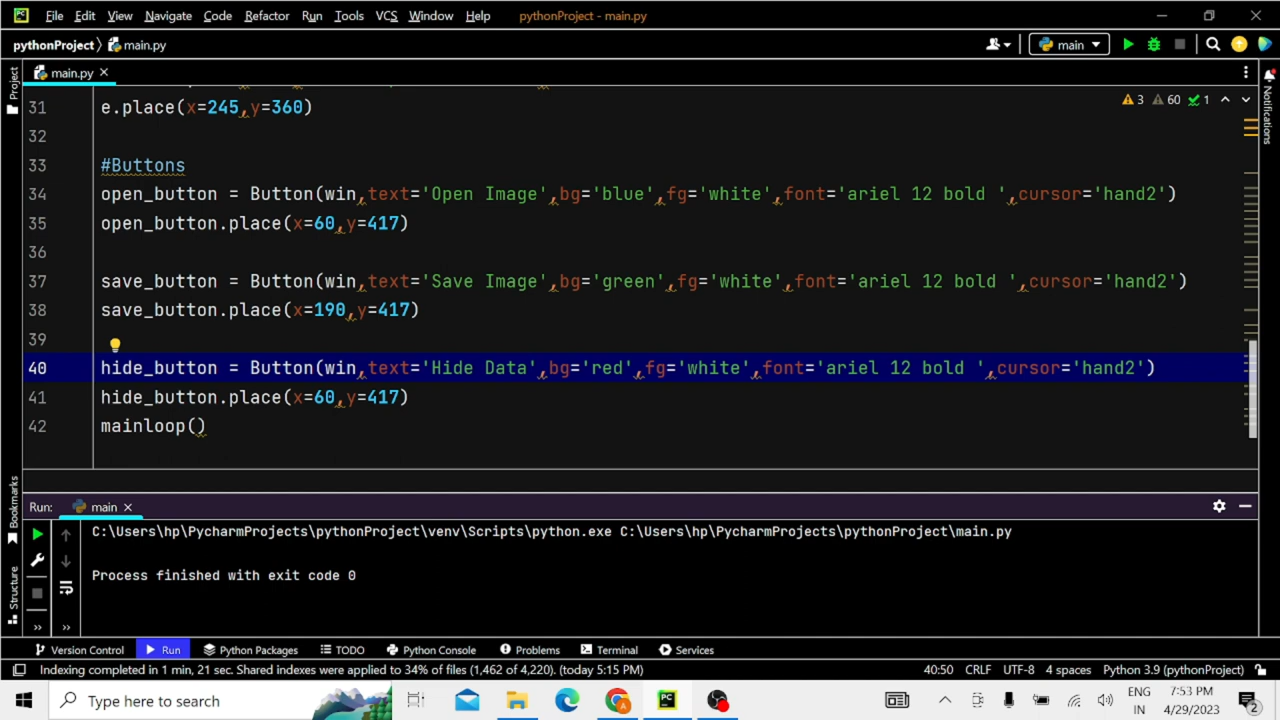 File Edit View Navigate Code Refactor Run Tools VCS Window Help pythonProject - main.py
pythonProject main.py main
main.py
Project
Notifications
3 60 1
31 e.place(x=245,y=360)
32
33 #Buttons
34 open_button = Button(win,text='Open Image',bg='blue',fg='white',font='ariel 12 bold ',cursor='hand2')
35 open_button.place(x=60,y=417)
36
37 save_button = Button(win,text='Save Image',bg='green',fg='white',font='ariel 12 bold ',cursor='hand2')
38 save_button.place(x=190,y=417)
39
40 hide_button = Button(win,text='Hide Data',bg='red',fg='white',font='ariel 12 bold ',cursor='hand2')
41 hide_button.place(x=60,y=417)
42 mainloop()
Bookmarks
Structure
Run: main
C:\Users\hp\PycharmProjects\pythonProject\venv\Scripts\python.exe C:\Users\hp\PycharmProjects\pythonProject\main.py
Process finished with exit code 0
Version Control Run Python Packages TODO Python Console Problems Terminal Services
Indexing completed in 1 min, 21 sec. Shared indexes were applied to 34% of files (1,462 of 4,220). (today 5:15 PM) 40:50 CRLF UTF-8 4 spaces Python 3.9 (pythonProject)
Type here to search
ENG
IN
7:53 PM
4/29/2023
2